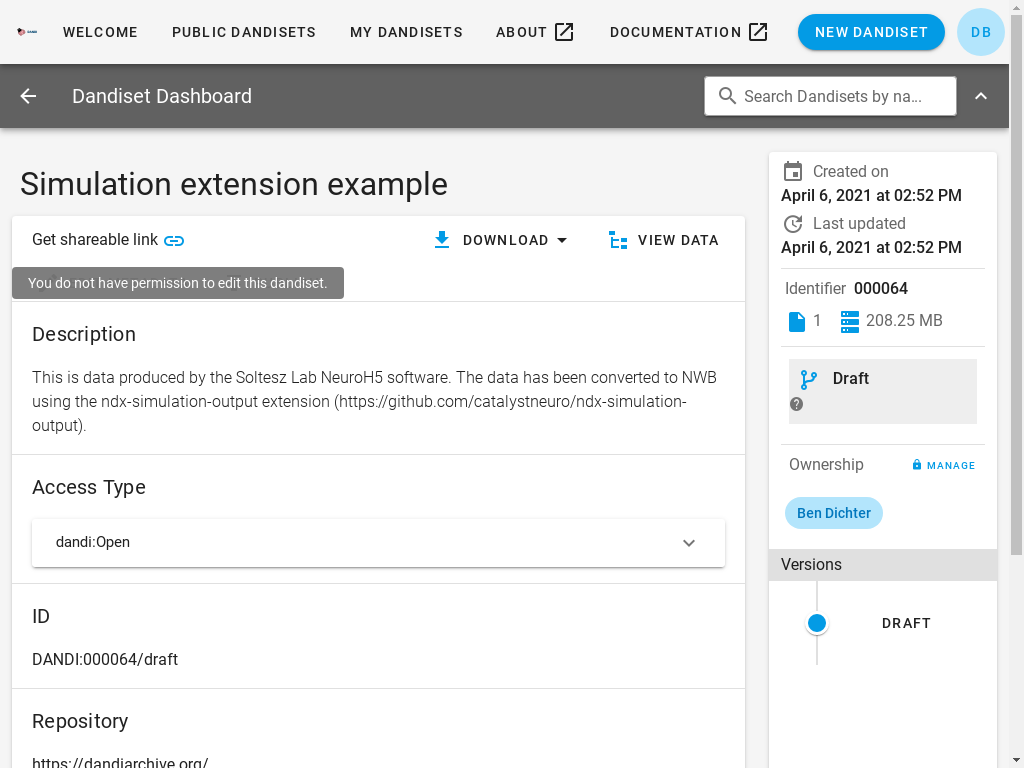 WELCOME
PUBLIC DANDISETS
MY DANDISETS
ABOUT
DOCUMENTATION
NEW DANDISET
DB
Dandiset Dashboard
Search Dandisets by na...
Simulation extension example
Get shareable link
DOWNLOAD
VIEW DATA
You do not have permission to edit this dandiset.
Description
This is data produced by the Soltesz Lab NeuroH5 software. The data has been converted to NWB
using the ndx-simulation-output extension (https://github.com/catalystneuro/ndx-simulation-
output).
Access Type
dandi:Open
ID
DANDI:000064/draft
Repository
https://dandiarchive.org/
Created on
April 6, 2021 at 02:52 PM
Last updated
April 6, 2021 at 02:52 PM
Identifier 000064
1
208.25 MB
Draft
Ownership
MANAGE
Ben Dichter
Versions
DRAFT